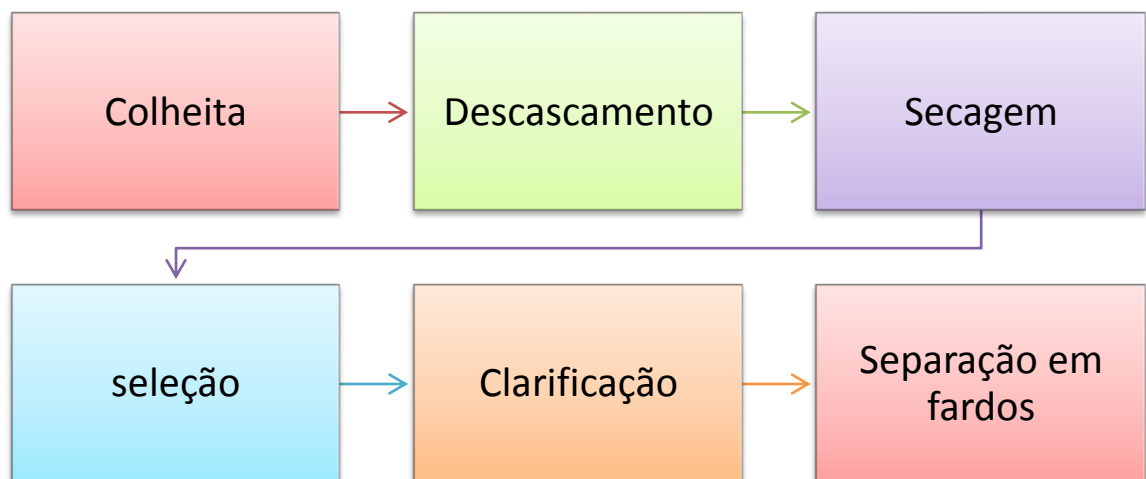 Colheita
Descascamento
Secagem
seleção
Clarificação
Separação em
fardos